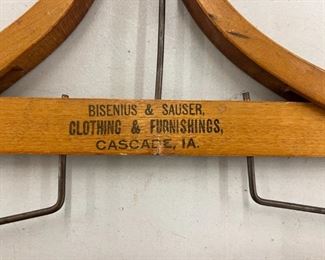 BISENIUS & SAUSER,
CLOTHING & FURNISHINGS,
CASCADE, IA.